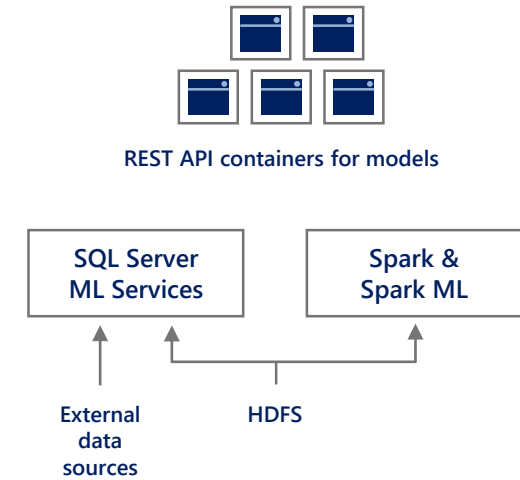 REST API containers for models
SQL Server
ML Services
Spark &
Spark ML
External
data
sources
HDFS